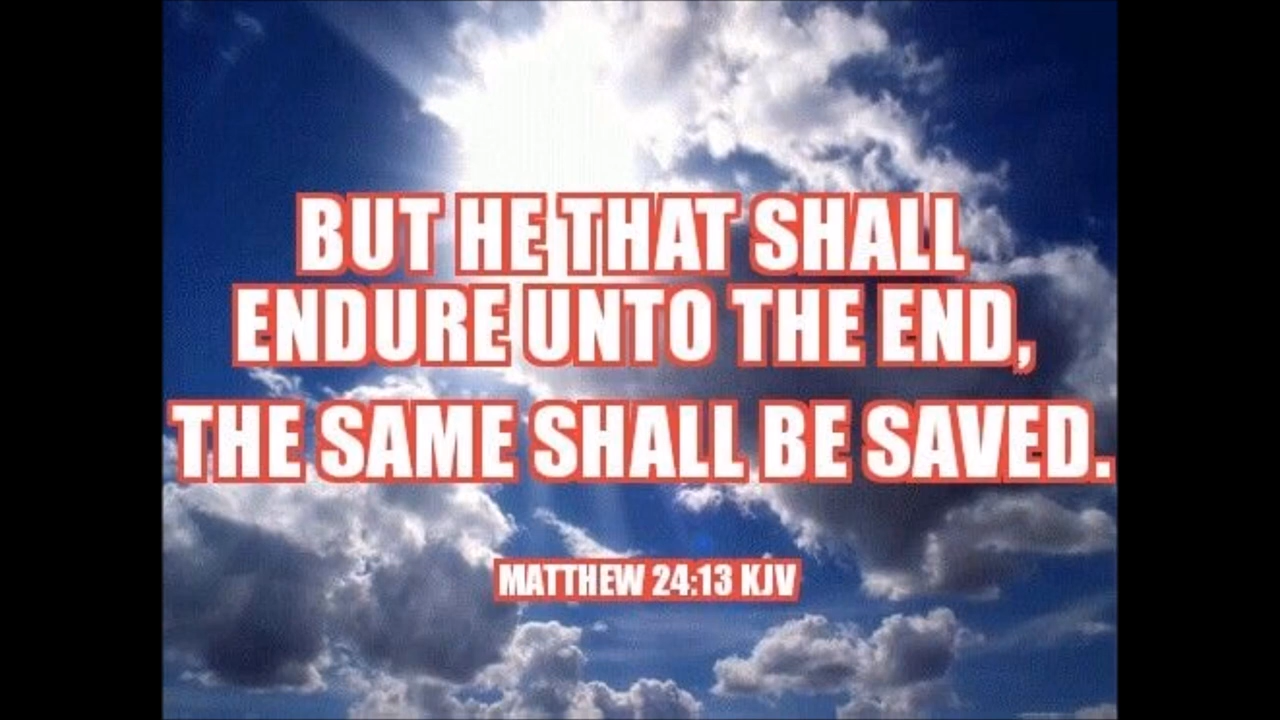 BUT HE THAT SHALL
ENDURE UNTO THE END,
THE SAME SHALL BE SAVED.
MATTHEW 24:13 KJV